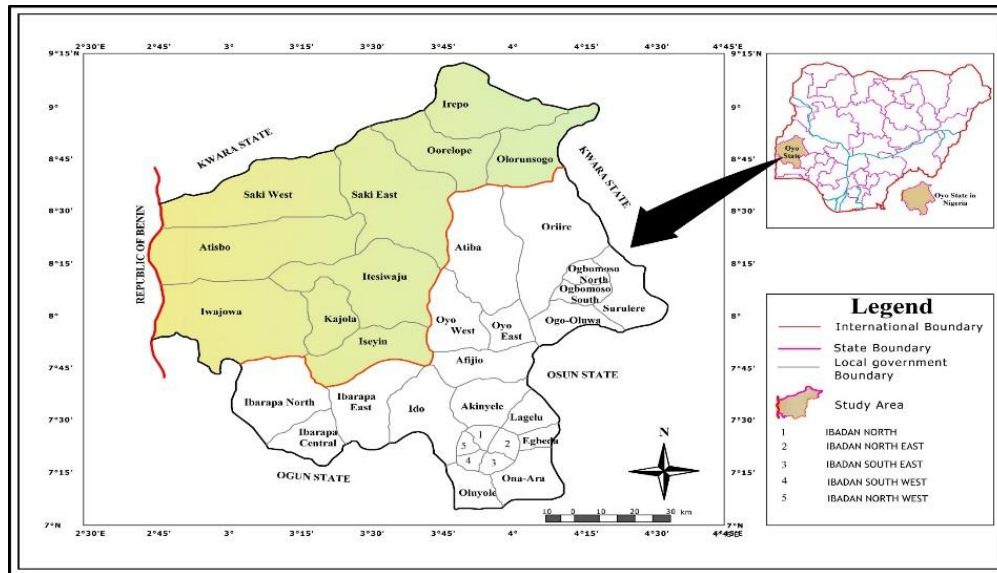 2°30'E 2°45' 3° 3°30' 3°45' 4° 4°30' 4°45'E
9°15'N
9°
8°45'
8°30'
8°15'
8°
7°45'
7°30'
7°15'
7°N
9°15'N
9°
8°45'
8°30'
8°15'
8°
7°45'
7°30'
7°15'
7°N
2°30'E 2°45' 3° 3°30' 3°45' 4° 4°30' 4°45'E
KWARA STATE
KWARA STATE
REPUBLIC OF BENIN
OSUN STATE
OGUN STATE
Irepo
Oorelope
Olorunsogo
Saki West
Saki East
Atisbo
Itesiwaju
Iwajowa
Kajola
Iseyin
Atiba
Oriire
Ogbomoso
North
Ogbomoso
South
Surulere
Ogo-Oluwa
Oyo
West
Oyo
East
Afijio
Ibarapa North
Ibarapa
East
Ibarapa
Central
Ido
Akinyele
Lagelu
Egbeda
Ona-Ara
Oluyole
1
2
3
4
5
N
10 0 10 20 30 km
Oyo
State
Oyo State in
Nigeria
Legend
International Boundary
State Boundary
Local government
Boundary
Study Area
1 IBADAN NORTH
2 IBADAN NORTH EAST
3 IBADAN SOUTH EAST
4 IBADAN SOUTH WEST
5 IBADAN NORTH WEST